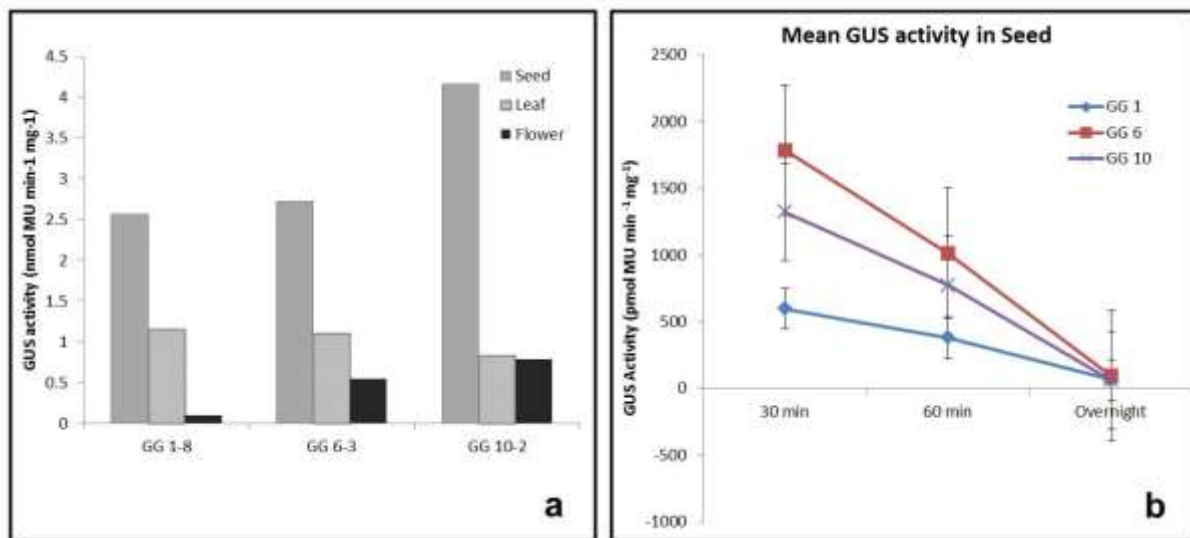 4.5
4
3.5
3
2.5
2
1.5
1
0.5
0
GUS activity (nmol MU min-1 mg-1)
Seed
Leaf
Flower
GG 1-8 GG 6-3 GG 10-2
a
Mean GUS activity in Seed
2500
2000
1500
1000
500
0
-500
-1000
GUS Activity (pmol MU min⁻¹ mg⁻¹)
GG 1
GG 6
GG 10
30 min 60 min Overnight
b